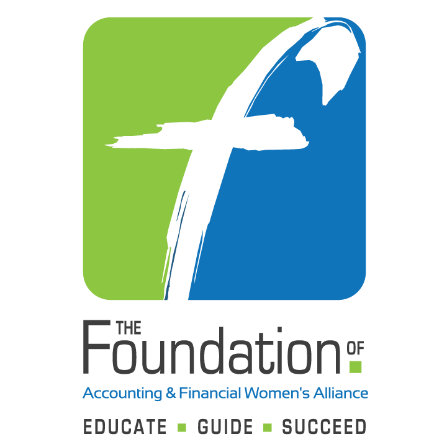 THE
Foundation OF
Accounting & Financial Women's Alliance
EDUCATE ▪ GUIDE ▪ SUCCEED